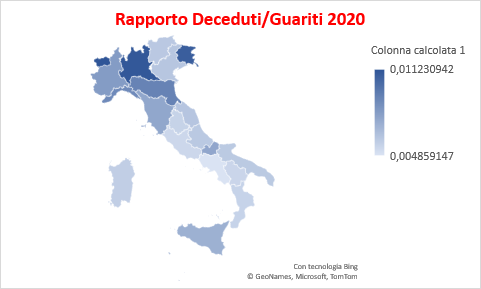 Rapporto Deceduti/Guariti 2020
Colonna calcolata 1
0,011230942
0,004859147
Con tecnologia Bing
© GeoNames, Microsoft, TomTom